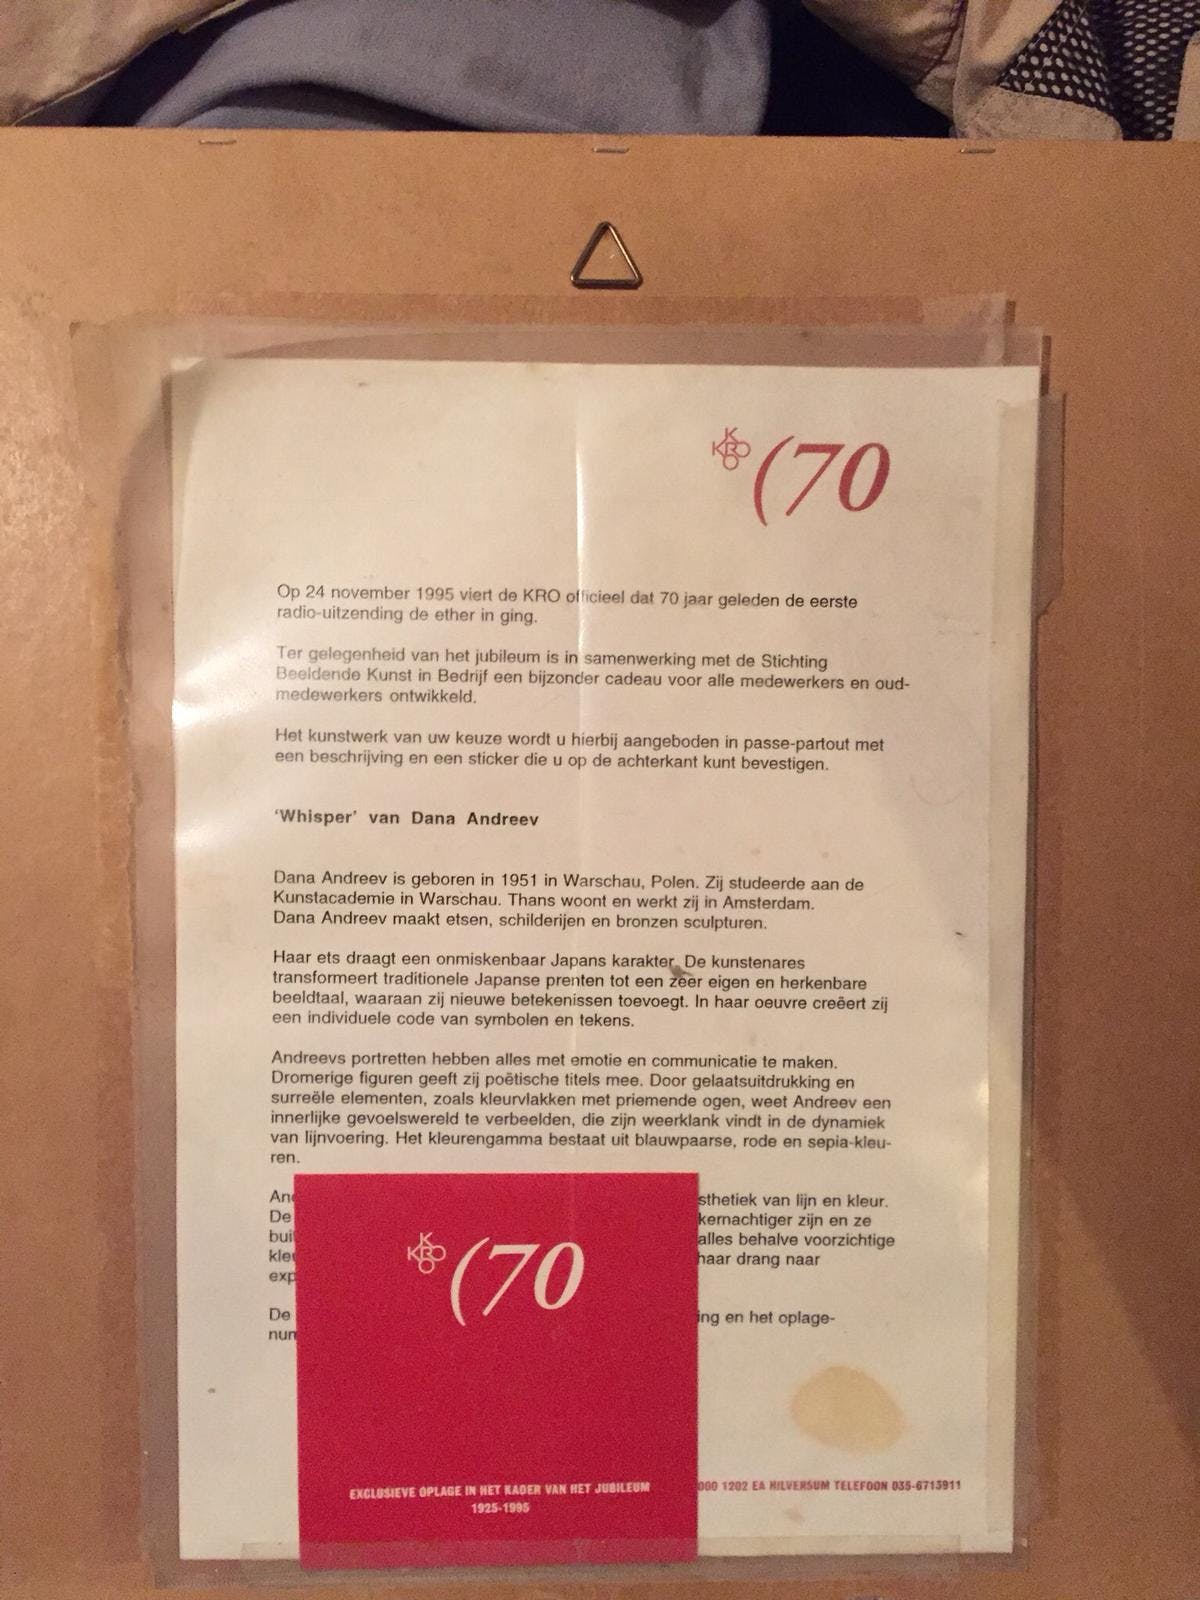 K
KRO
O
(70
Op 24 november 1995 viert de KRO officieel dat 70 jaar geleden de eerste
radio-uitzending de ether in ging.
Ter gelegenheid van het jubileum is in samenwerking met de Stichting
Beeldende Kunst in Bedrijf een bijzonder cadeau voor alle medewerkers en oud-
medewerkers ontwikkeld.
Het kunstwerk van uw keuze wordt u hierbij aangeboden in passe-partout met
een beschrijving en een sticker die u op de achterkant kunt bevestigen.
'Whisper' van Dana Andreev
Dana Andreev is geboren in 1951 in Warschau, Polen. Zij studeerde aan de
Kunstacademie in Warschau. Thans woont en werkt zij in Amsterdam.
Dana Andreev maakt etsen, schilderijen en bronzen sculpturen.
Haar ets draagt een onmiskenbaar Japans karakter. De kunstenares
transformeert traditionele Japanse prenten tot een zeer eigen en herkenbare
beeldtaal, waaraan zij nieuwe betekenissen toevoegt. In haar oeuvre creëert zij
een individuele code van symbolen en tekens.
Andreevs portretten hebben alles met emotie en communicatie te maken.
Dromerige figuren geeft zij poëtische titels mee. Door gelaatsuitdrukking en
surreële elementen, zoals kleurvlakken met priemende ogen, weet Andreev een
innerlijke gevoelswereld te verbeelden, die zijn weerklank vindt in de dynamiek
van lijnvoering. Het kleurengamma bestaat uit blauwpaarse, rode en sepia-kleu-
ren.
An sthetiek van lijn en kleur.
De kernachtiger zijn en ze
bui alles behalve voorzichtige
kle haar drang naar
exp
De ing en het oplage-
num
K
KRO
O
(70
EXCLUSIEVE OPLAGE IN HET KADER VAN HET JUBILEUM
1925-1995
000 1202 EA HILVERSUM TELEFOON 035-6713911